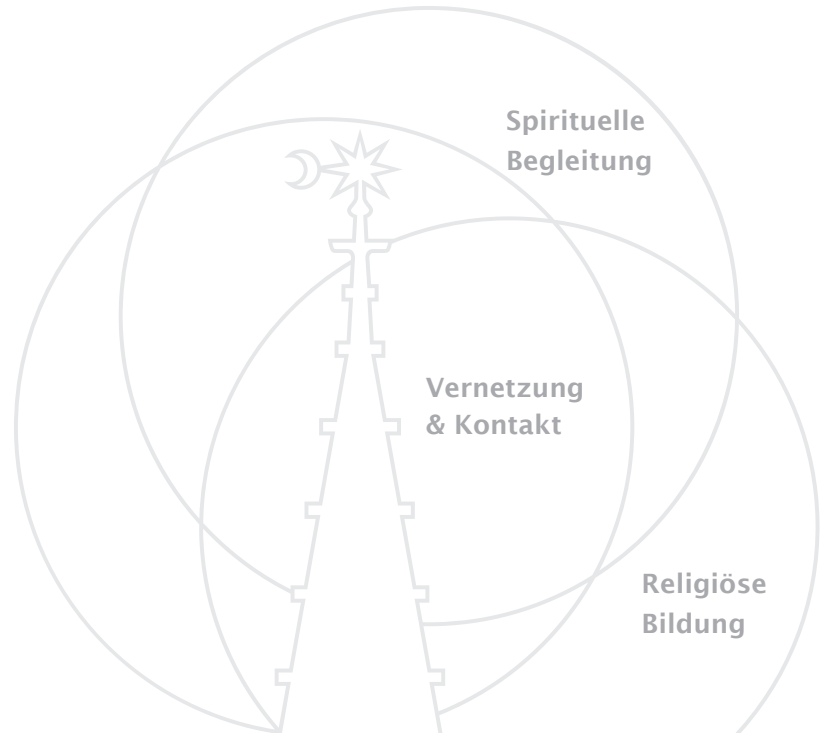 Spirituelle
Begleitung
Vernetzung
& Kontakt
Religiöse
Bildung